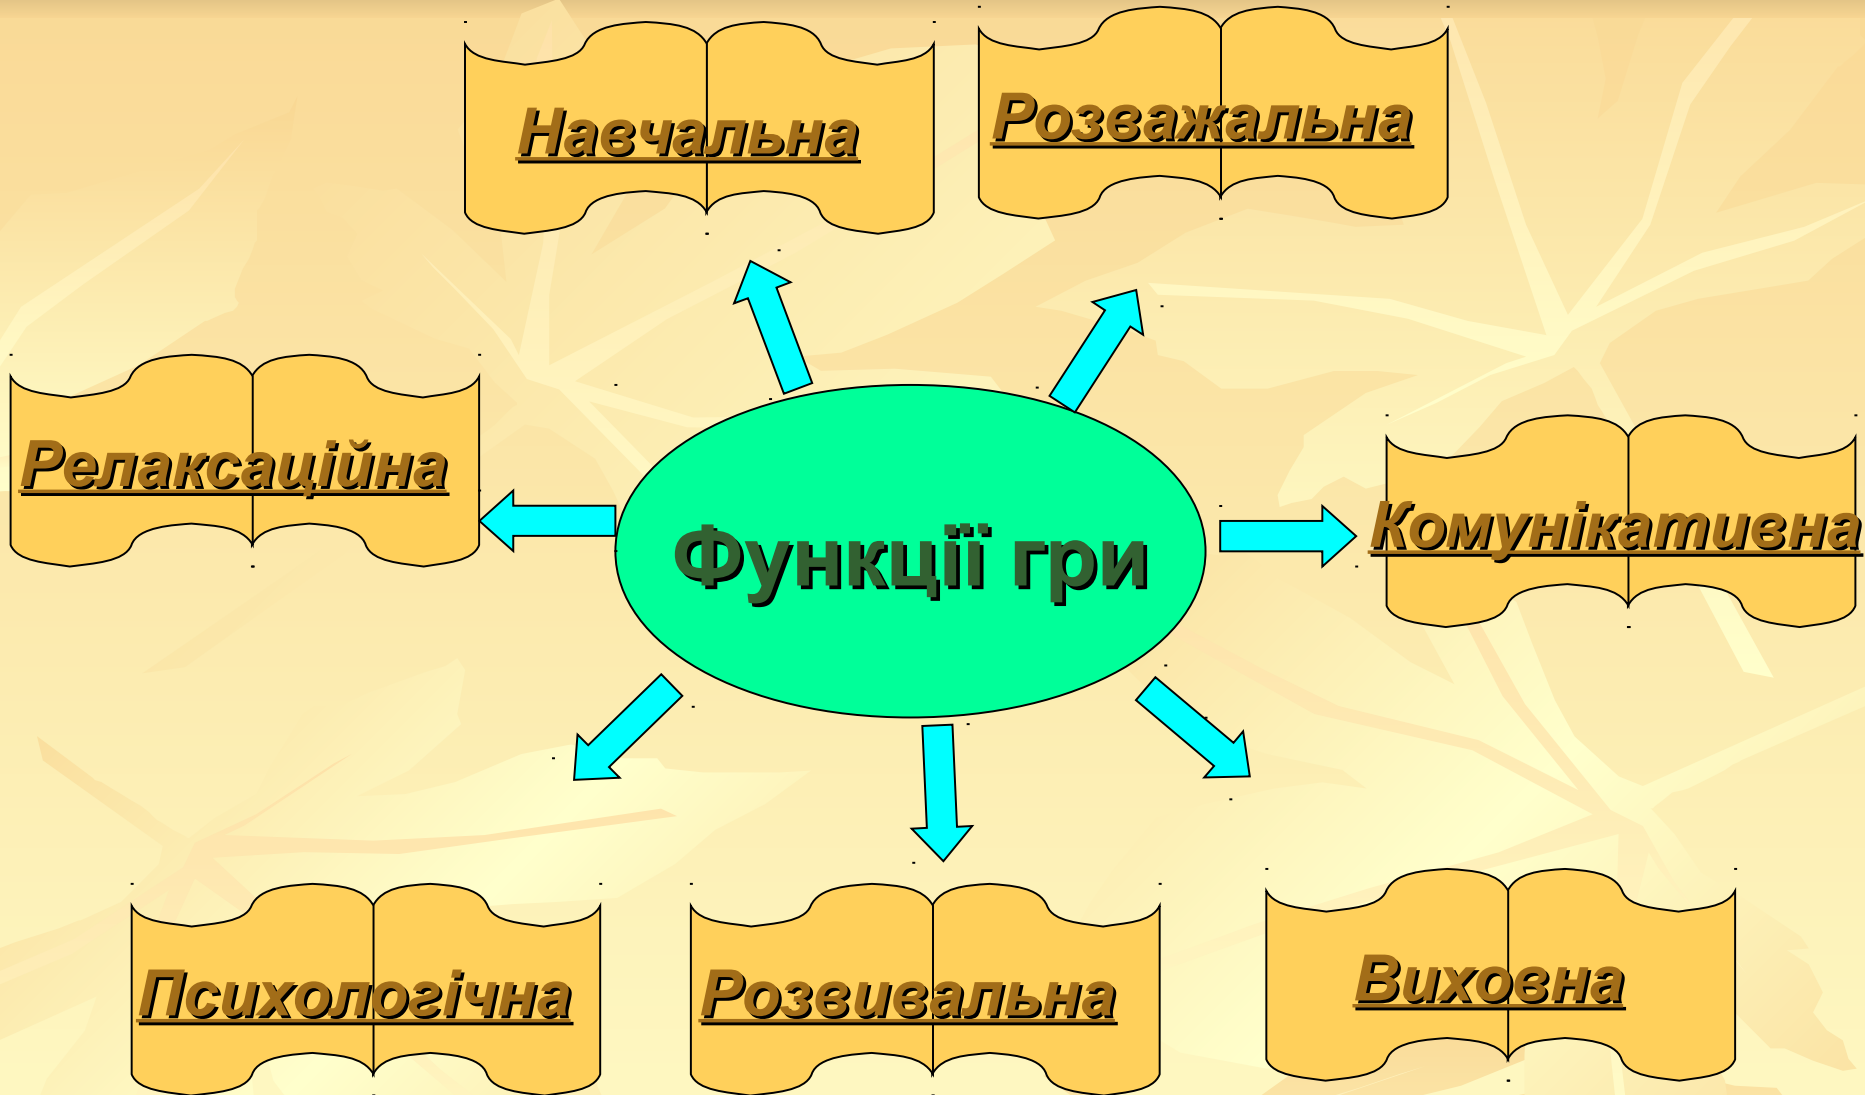 Навчальна
Розважальна
Релаксаційна
Комунікативна
Функції гри
Психологічна
Розвивальна
Виховна